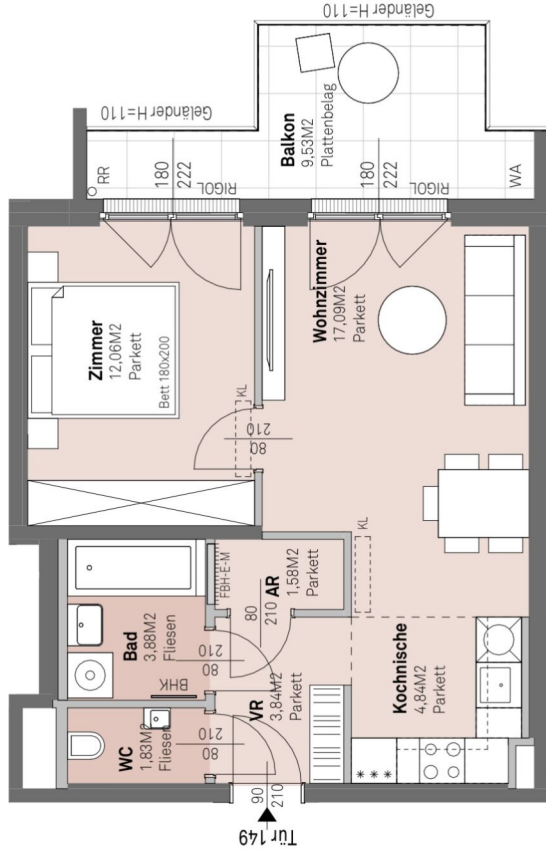 Geländer H=110
Geländer H=110
Balkon
9,53M2
Plattenbelag
RR
180
222
RIGOL
180
222
RIGOL
WA
Zimmer
12,06M2
Parkett
Bett 180x200
Wohnzimmer
17,09M2
Parkett
KL
80
210
KL
FBH-E-M
AR
1,58M2
Parkett
80
210
Bad
3,88M2
Fliesen
BHK
80
210
VR
3,84M2
Parkett
Kochnische
4,84M2
Parkett
WC
1,83M2
Fliesen
80
210
90
210
Tür 149
***